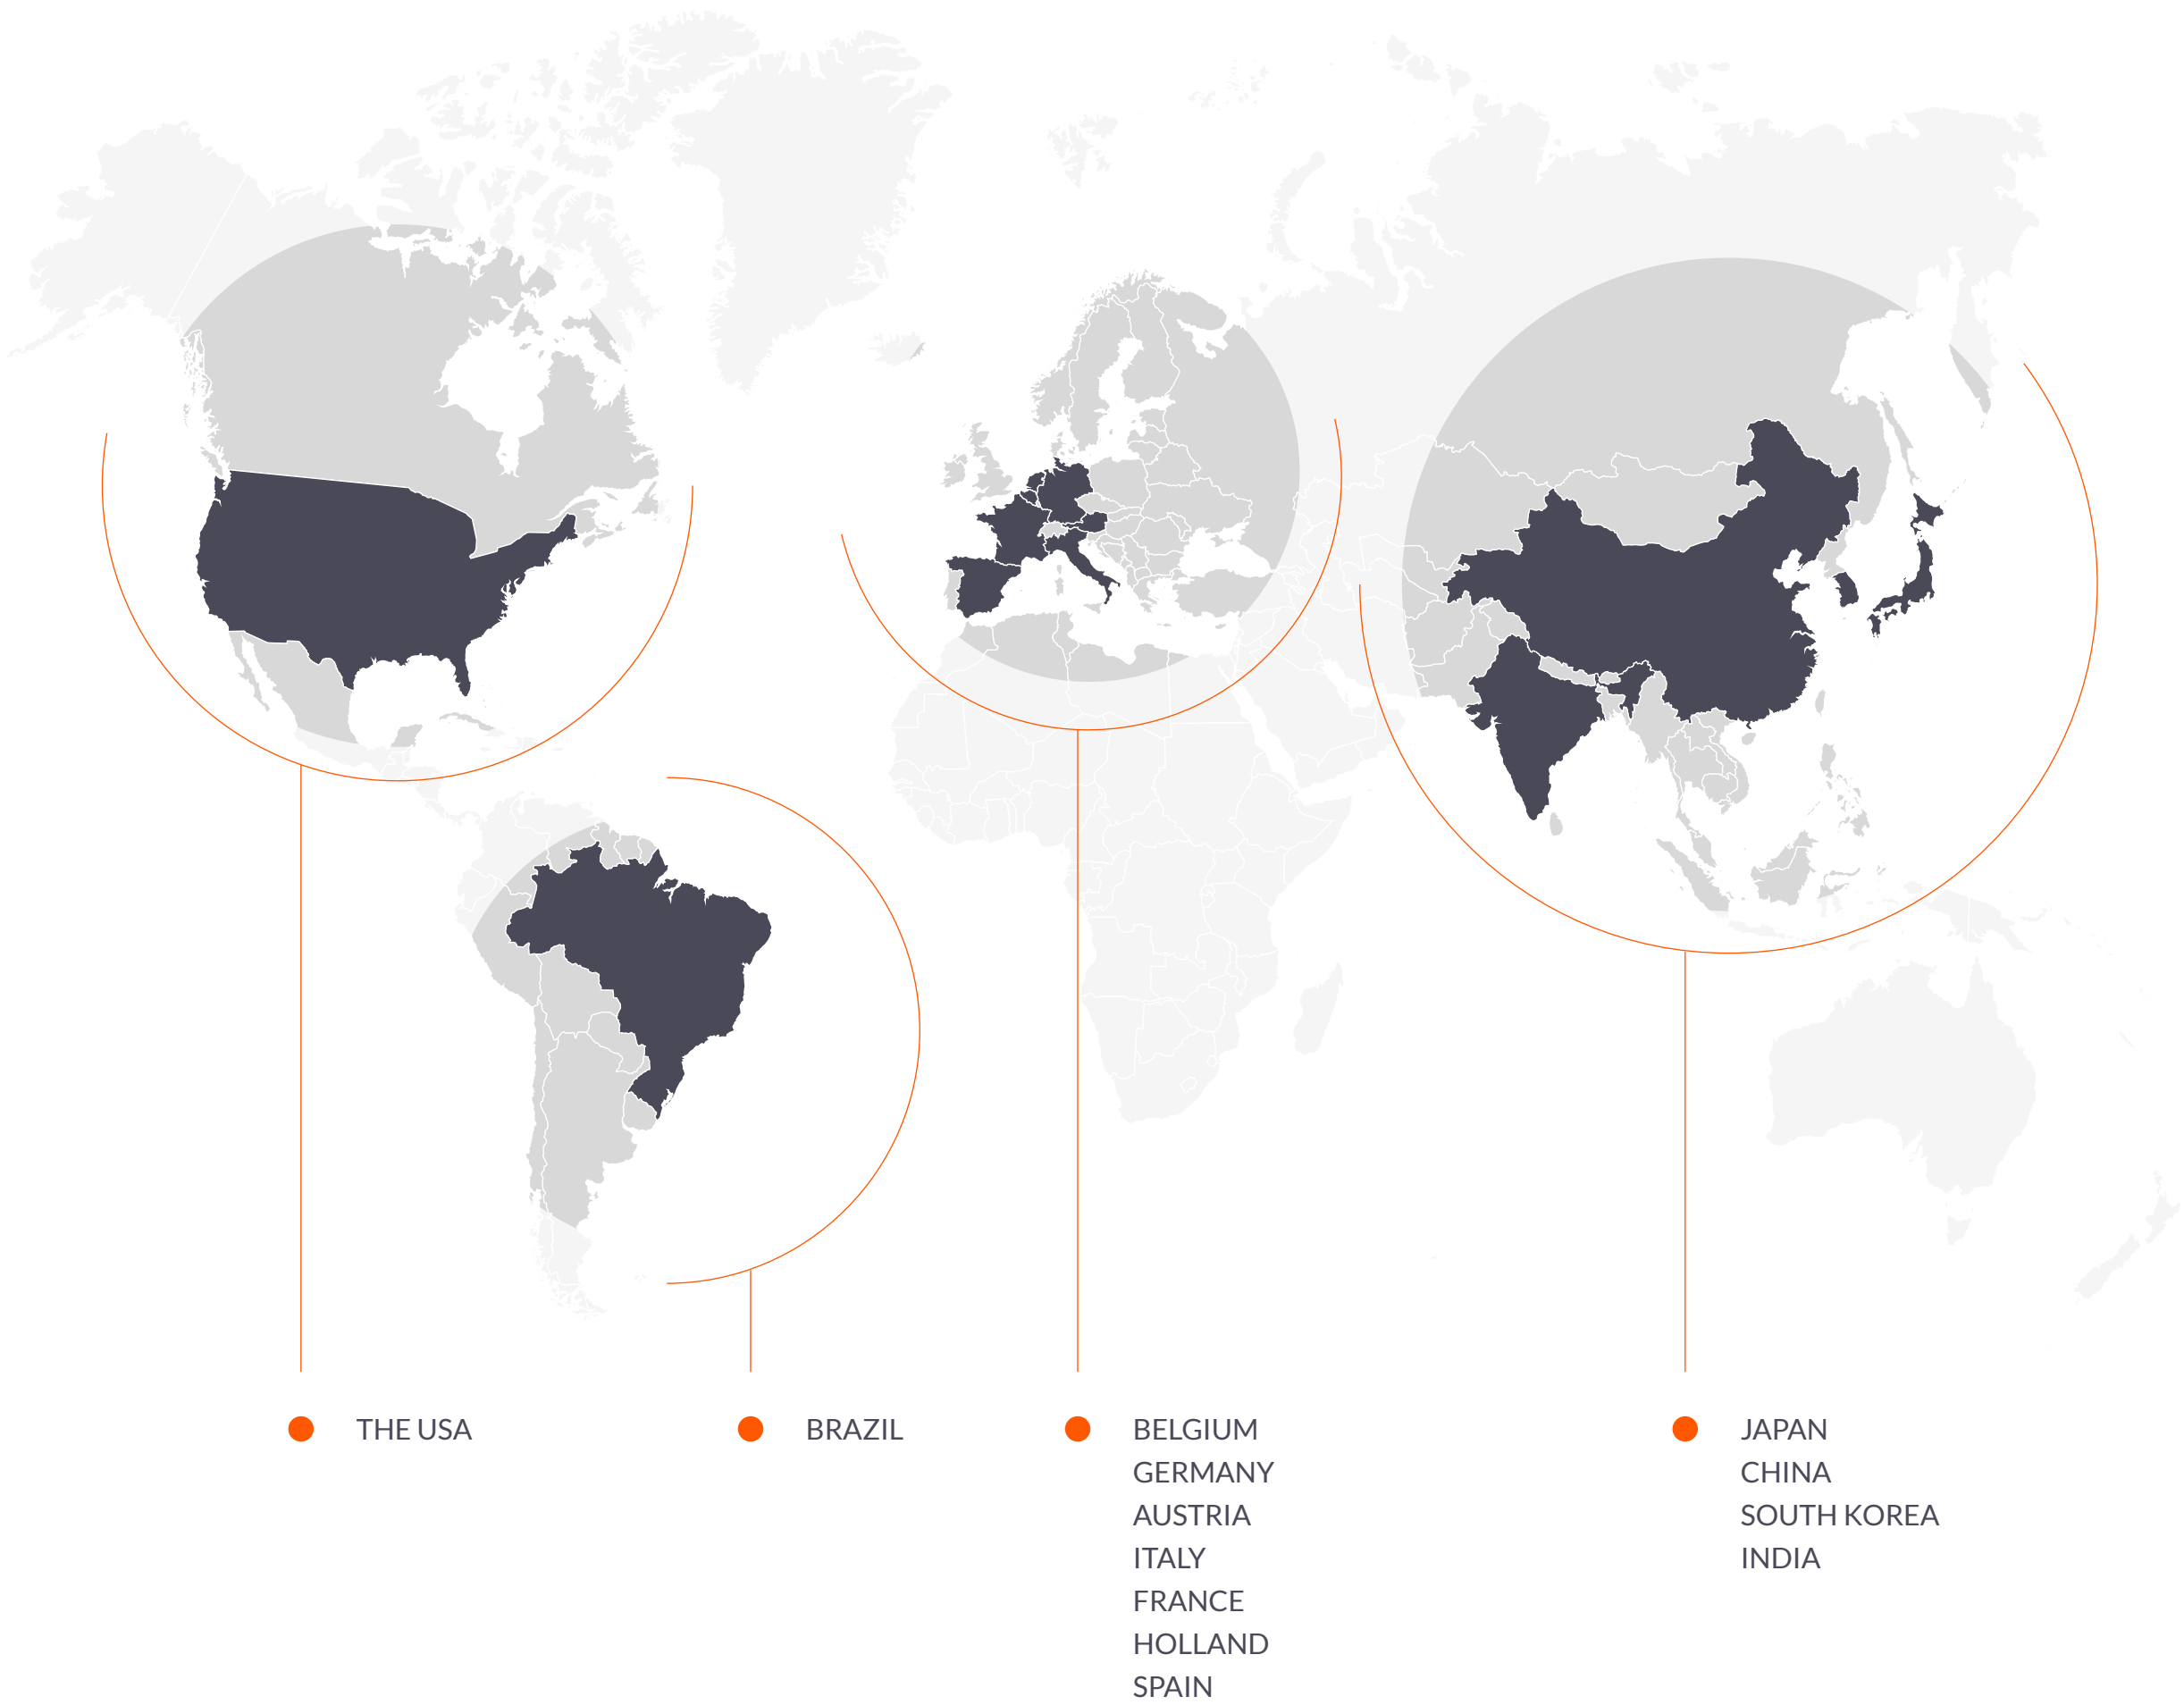 THE USA
BRAZIL
BELGIUM
GERMANY
AUSTRIA
ITALY
FRANCE
HOLLAND
SPAIN
JAPAN
CHINA
SOUTH KOREA
INDIA